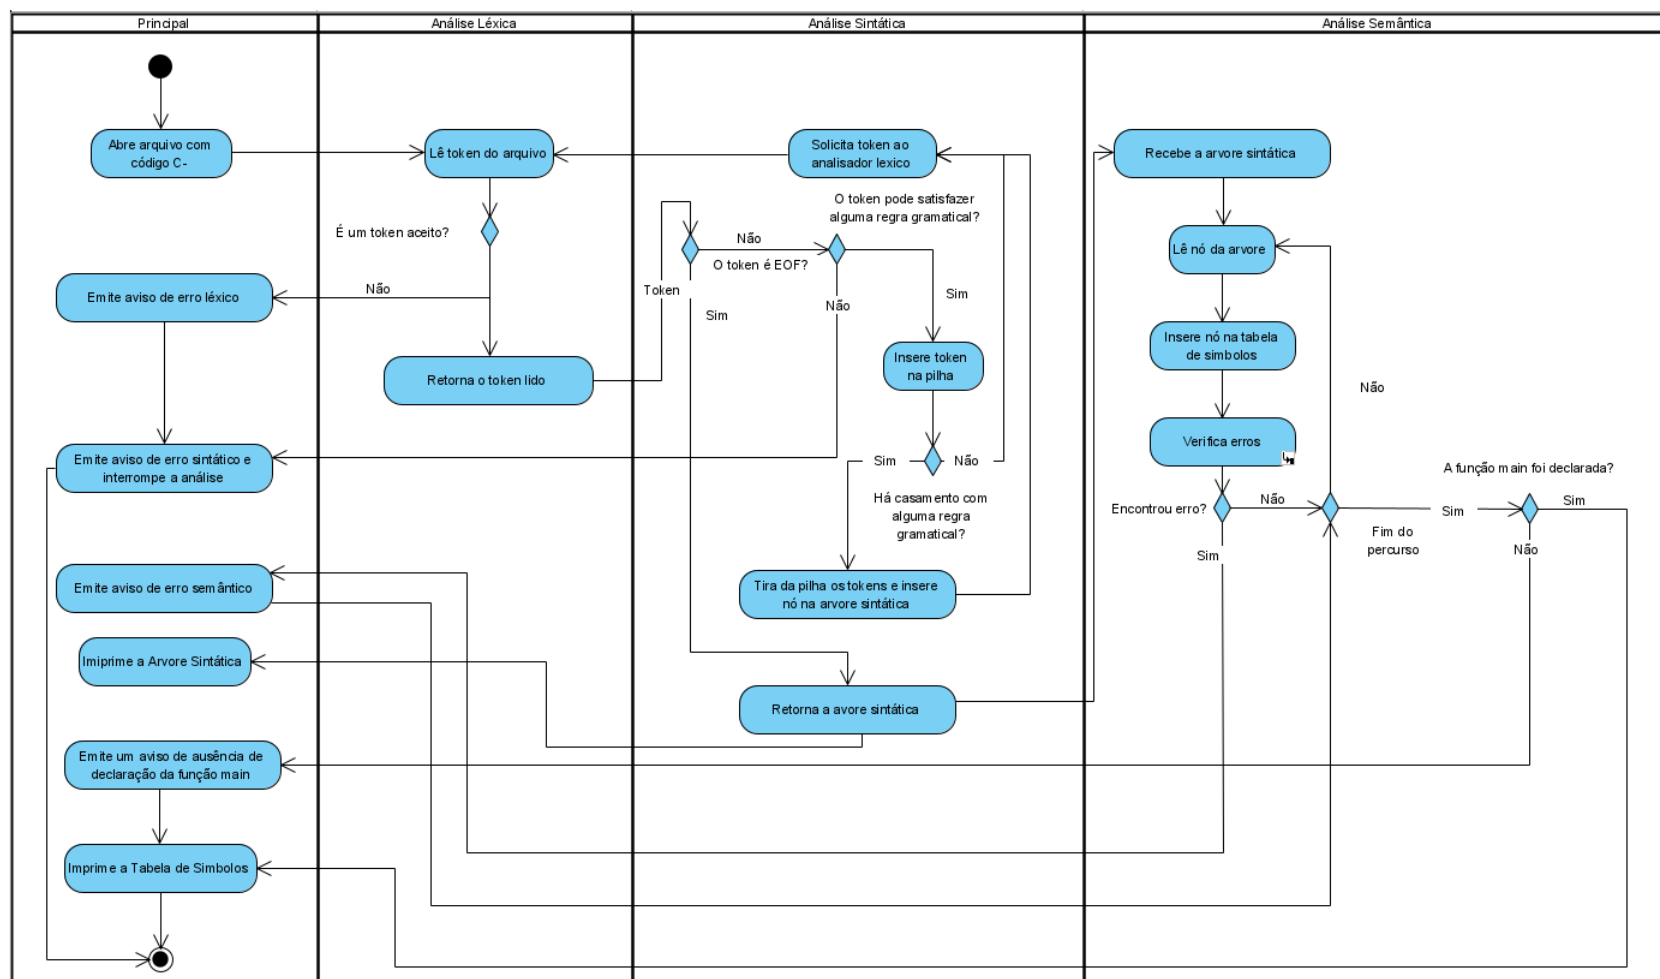 Principal
Análise Léxica
Análise Sintática
Análise Semântica
Abre arquivo com
código C-
Lê token do arquivo
Solicita token ao
analisador lexico
Recebe a arvore sintática
O token pode satisfazer
alguma regra gramatical?
É um token aceito?
Não
O token é EOF?
Lê nó da arvore
Emite aviso de erro léxico
Não
Token
Sim
Não
Sim
Insere nó na tabela
de simbolos
Retorna o token lido
Insere token
na pilha
Não
Verifica erros
Emite aviso de erro sintático e
interrompe a análise
Sim
Não
A função main foi declarada?
Há casamento com
alguma regra
gramatical?
Encontrou erro?
Não
Sim
Sim
Fim do
percurso
Sim
Não
Emite aviso de erro semântico
Tira da pilha os tokens e insere
nó na arvore sintática
Imiprime a Arvore Sintática
Retorna a avore sintática
Emite um aviso de ausência de
declaração da função main
Imprime a Tabela de Simbolos